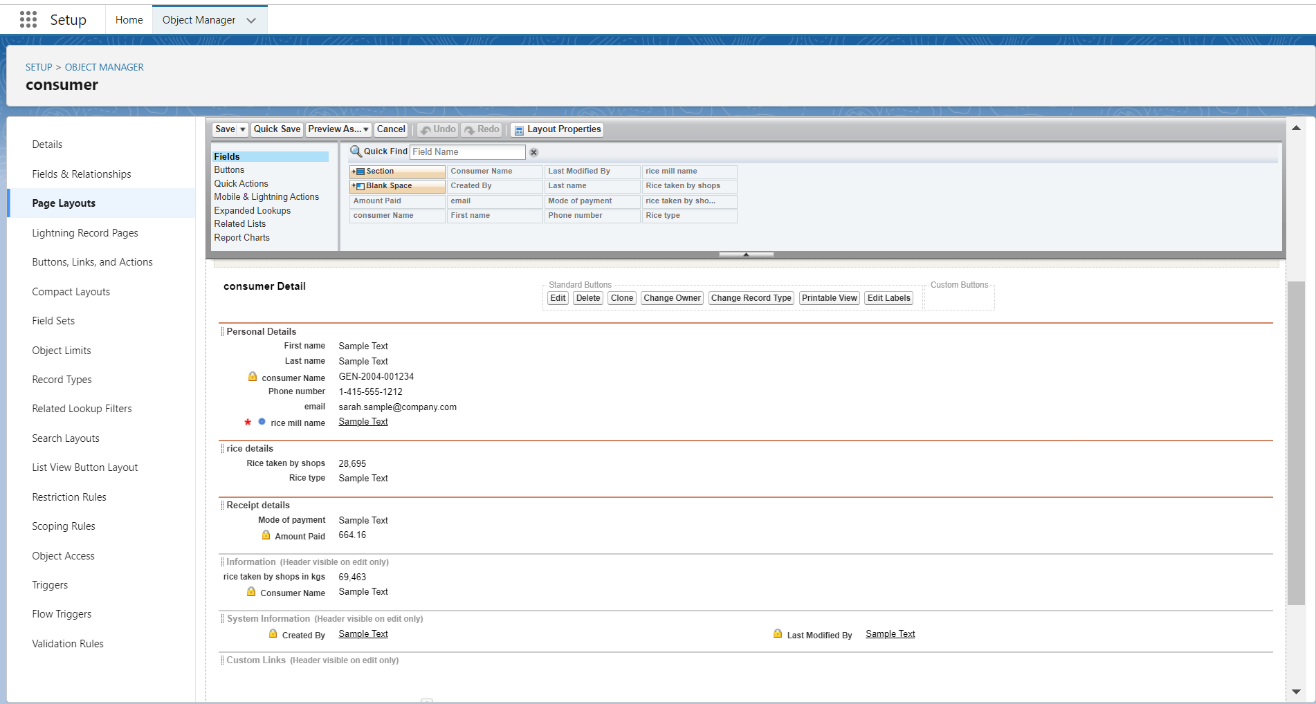 Setup Home Object Manager
SETUP > OBJECT MANAGER
consumer
Details
Fields & Relationships
Page Layouts
Lightning Record Pages
Buttons, Links, and Actions
Compact Layouts
Field Sets
Object Limits
Record Types
Related Lookup Filters
Search Layouts
List View Button Layout
Restriction Rules
Scoping Rules
Object Access
Triggers
Flow Triggers
Validation Rules
Save Quick Save Preview As... Cancel Undo Redo Layout Properties
Fields
Buttons
Quick Actions
Mobile & Lightning Actions
Expanded Lookups
Related Lists
Report Charts
Quick Find Field Name
Section Consumer Name Last Modified By rice mill name
Blank Space Created By Last name Rice taken by shops
Amount Paid email Mode of payment rice taken by sho...
consumer Name First name Phone number Rice type
consumer Detail
Standard Buttons
Edit Delete Clone Change Owner Change Record Type Printable View Edit Labels
Custom Buttons
Personal Details
First name Sample Text
Last name Sample Text
consumer Name GEN-2004-001234
Phone number 1-415-555-1212
email sarah.sample@company.com
* rice mill name Sample Text
rice details
Rice taken by shops 28,695
Rice type Sample Text
Receipt details
Mode of payment Sample Text
Amount Paid 664.16
Information (Header visible on edit only)
rice taken by shops in kgs 69,463
Consumer Name Sample Text
System Information (Header visible on edit only)
Created By Sample Text Last Modified By Sample Text
Custom Links (Header visible on edit only)